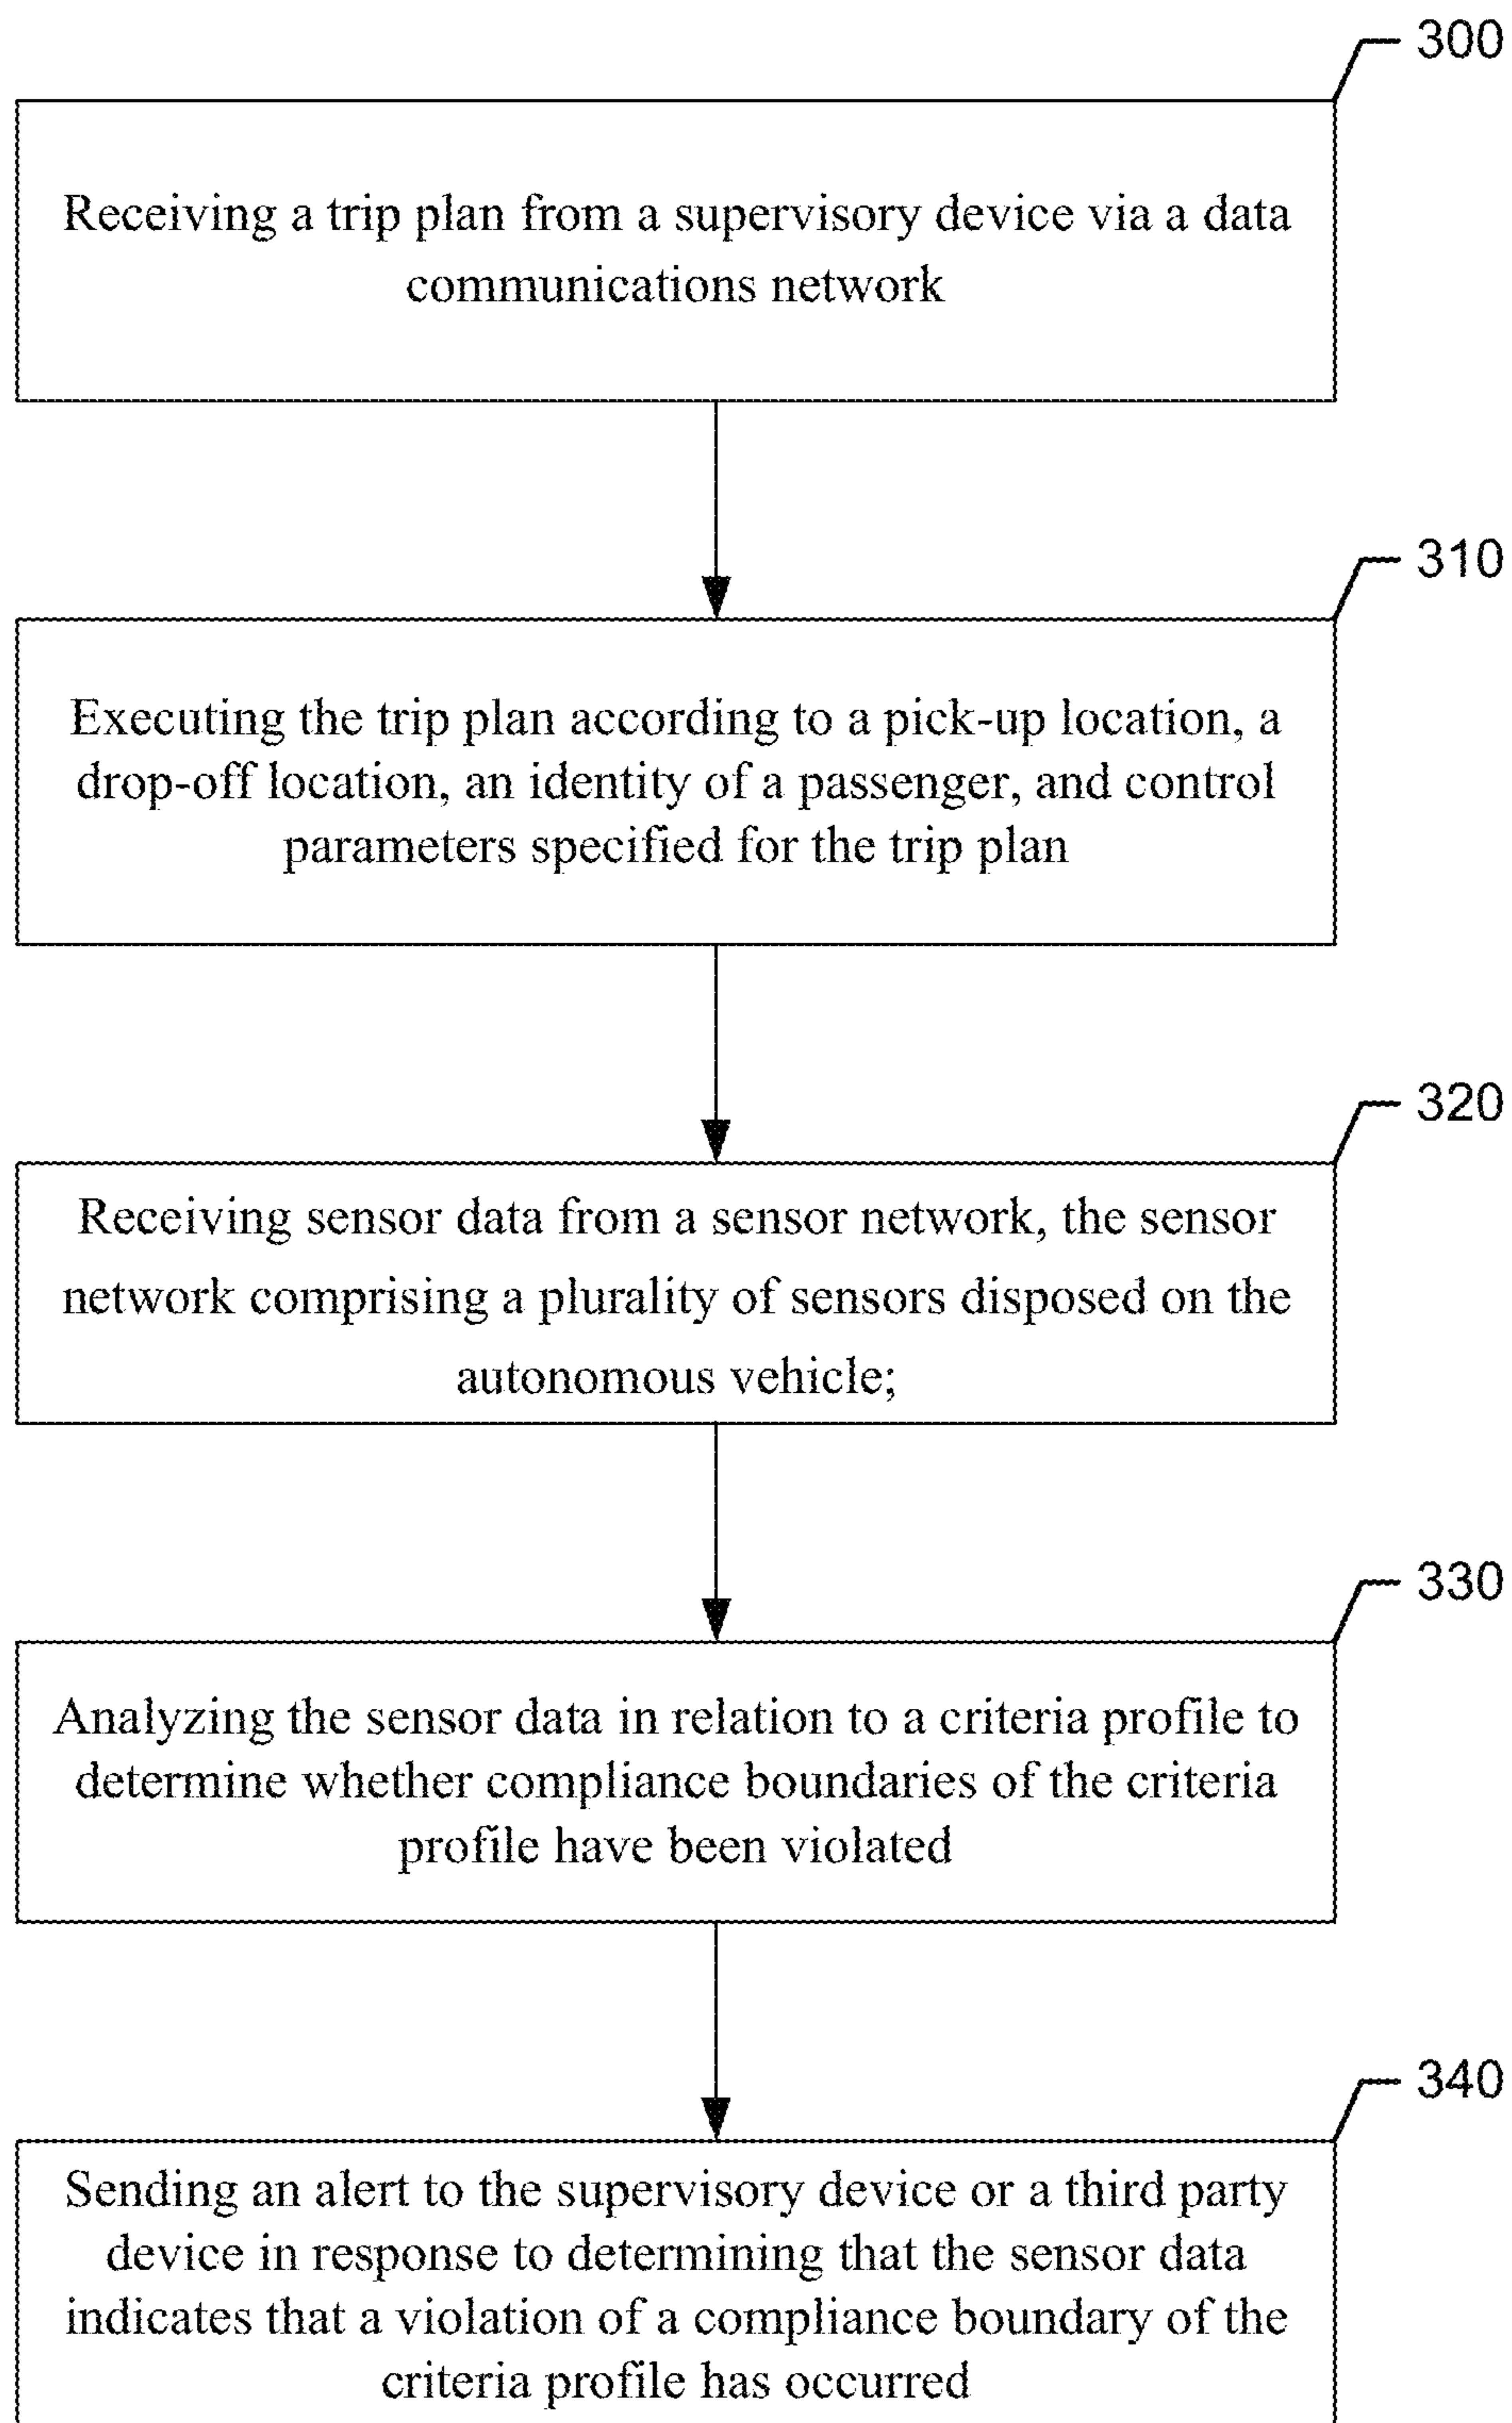 300
Receiving a trip plan from a supervisory device via a data
communications network
310
Executing the trip plan according to a pick-up location, a
drop-off location, an identity of a passenger, and control
parameters specified for the trip plan
320
Receiving sensor data from a sensor network, the sensor
network comprising a plurality of sensors disposed on the
autonomous vehicle;
330
Analyzing the sensor data in relation to a criteria profile to
determine whether compliance boundaries of the criteria
profile have been violated
340
Sending an alert to the supervisory device or a third party
device in response to determining that the sensor data
indicates that a violation of a compliance boundary of the
criteria profile has occurred